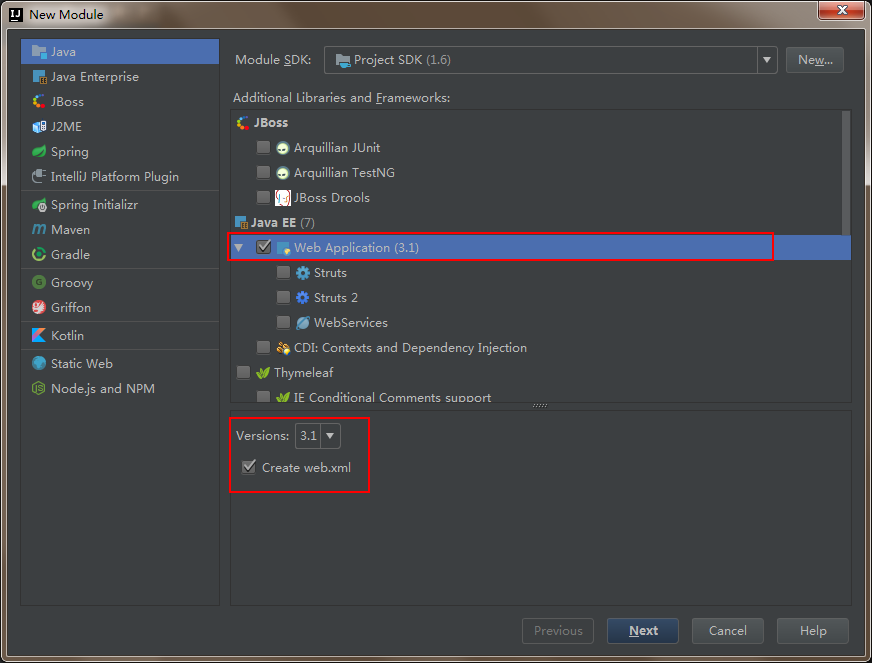 New Module
Java
Java Enterprise
JBoss
J2ME
Spring
IntelliJ Platform Plugin
Spring Initializr
Maven
Gradle
Groovy
Griffon
Kotlin
Static Web
Node.js and NPM
Module SDK: Project SDK (1.6) New...
Additional Libraries and Frameworks:
JBoss
Arquillian JUnit
Arquillian TestNG
JBoss Drools
Java EE (7)
Web Application (3.1)
Struts
Struts 2
WebServices
CDI: Contexts and Dependency Injection
Thymeleaf
IE Conditional Comments support
Versions: 3.1
Create web.xml
Previous Next Cancel Help